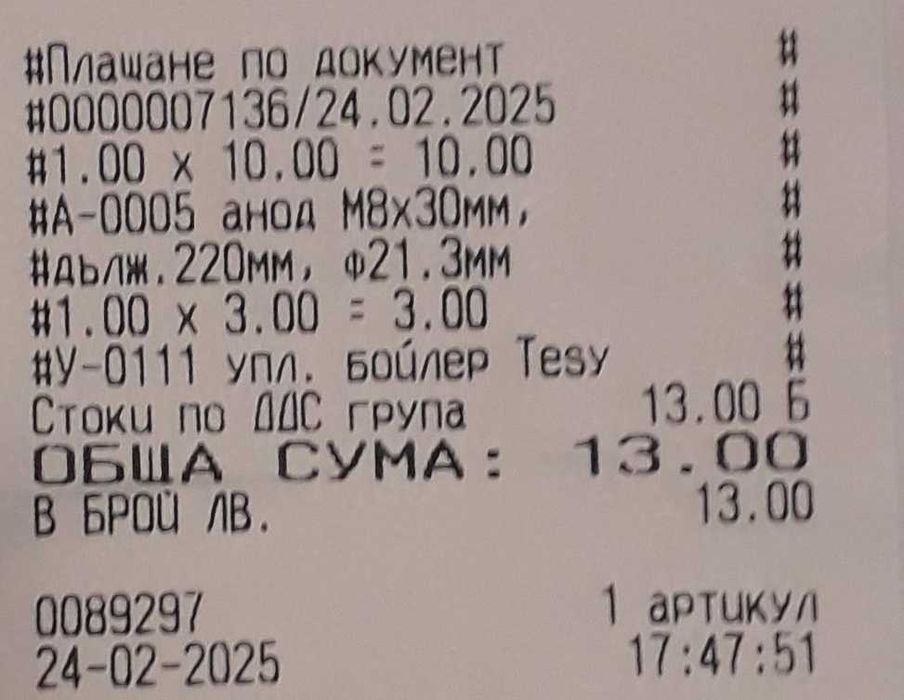 #Плащане по документ #
#0000007136/24.02.2025 #
#1.00 x 10.00 = 10.00 #
#А-0005 анод М8х30мм, #
#дълж.220мм, ф21.3мм #
#1.00 x 3.00 = 3.00 #
#У-0111 упл. бойлер Tesy #
Стоки по ДДС група 13.00 Б
ОБЩА СУМА: 13.00
В БРОЙ ЛВ. 13.00
0089297 1 артикул
24-02-2025 17:47:51